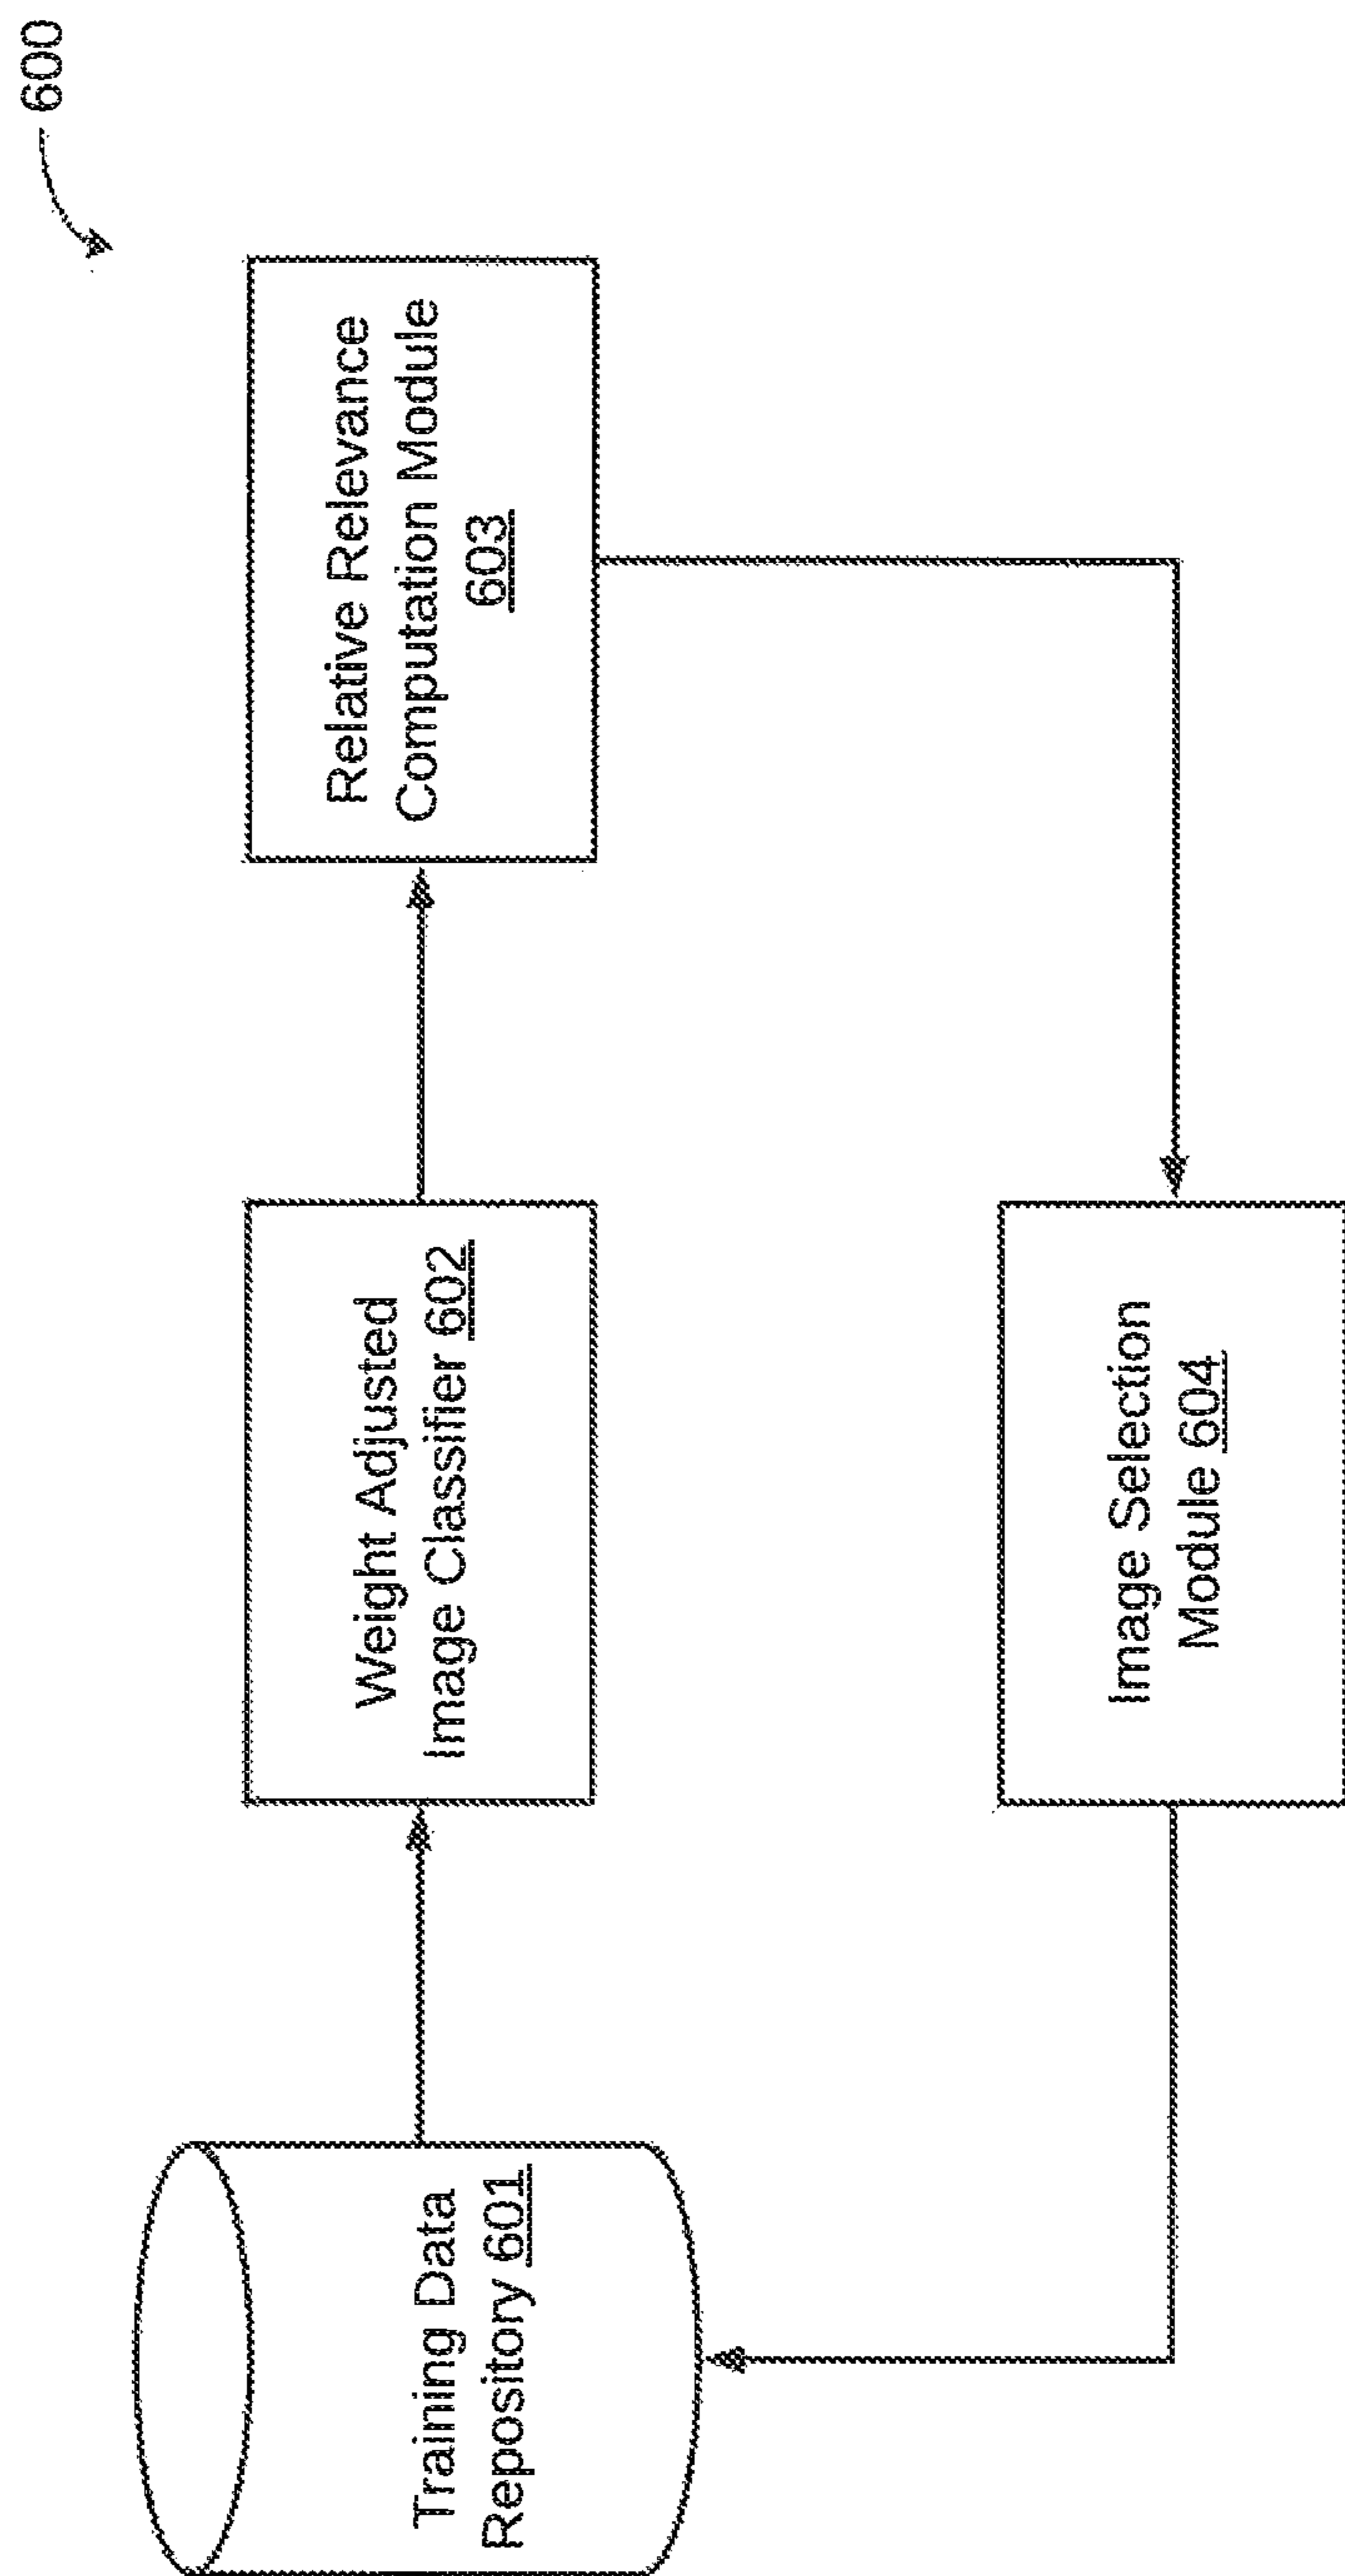 600
Training Data
Repository 601
Weight Adjusted
Image Classifier 602
Relative Relevance
Computation Module
603
Image Selection
Module 604